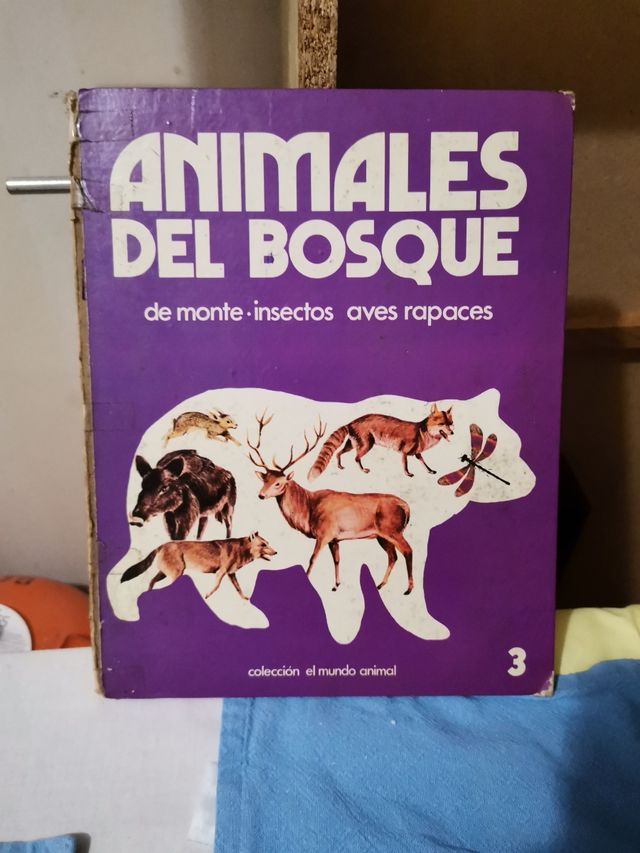 ANIMALES
DEL BOSQUE
de monte·insectos aves rapaces
colección el mundo animal
3